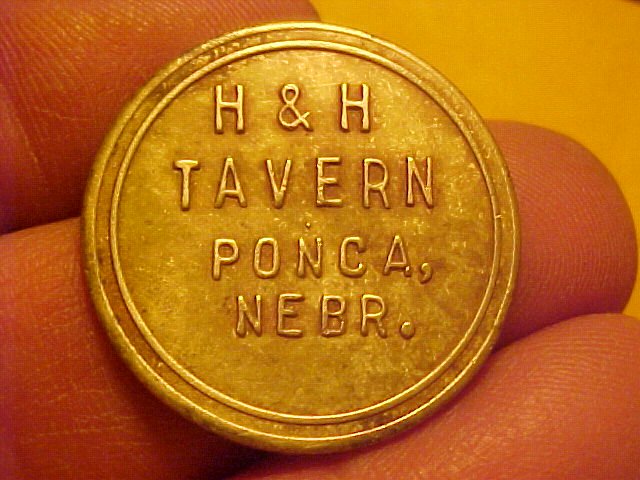 H & H
TAVERN
PONCA,
NEBR.